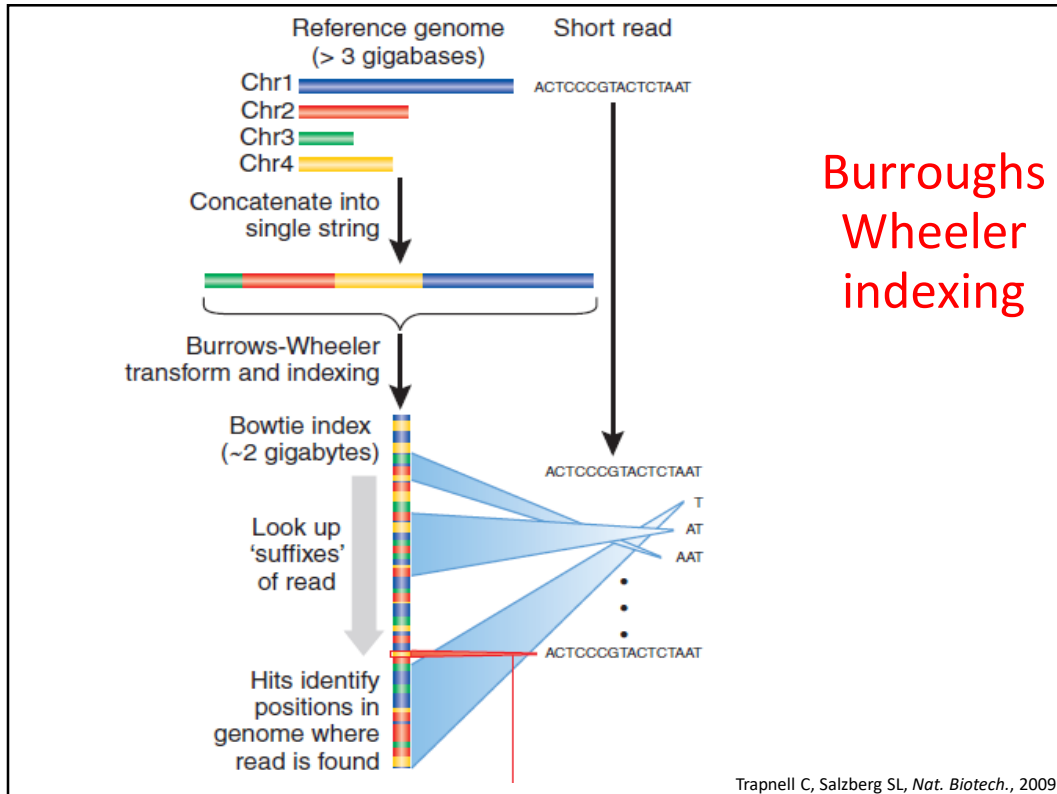 Reference genome
(> 3 gigabases)
Short read
Chr1
ACTCCCGTACTCTAAT
Chr2
Chr3
Chr4
Concatenate into
single string
Burroughs
Wheeler
indexing
Burrows-Wheeler
transform and indexing
Bowtie index
(~2 gigabytes)
ACTCCCGTACTCTAAT
T
AT
AAT
Look up
‘suffixes’
of read
ACTCCCGTACTCTAAT
Hits identify
positions in
genome where
read is found
Trapnell C, Salzberg SL, Nat. Biotech., 2009